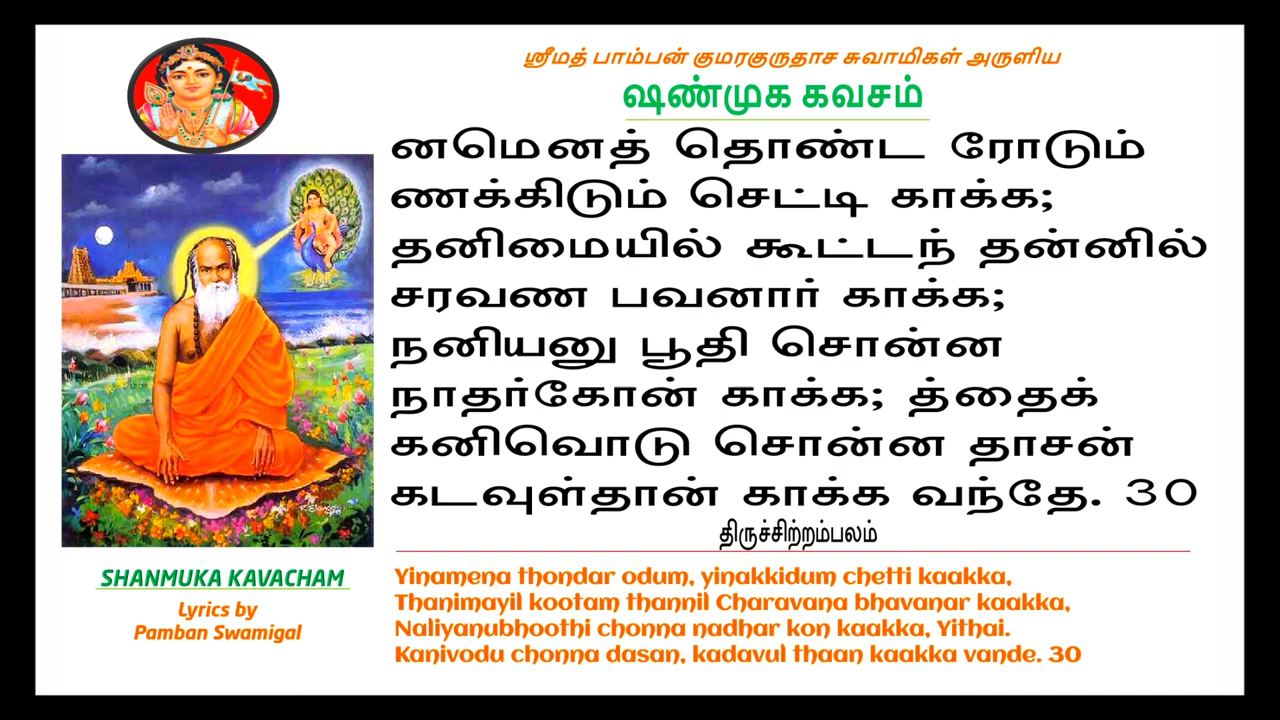 ஸ்ரீமத் பாம்பன் குமரகுருதாச சுவாமிகள் அருளிய
ஷண்முக கவசம்
னமெனத் தொண்ட ரோடும்
ணக்கிடும் செட்டி காக்க;
தனிமையில் கூட்டந் தன்னில்
சரவண பவனார் காக்க;
நனியனு பூதி சொன்ன
நாதர்கோன் காக்க; த்தைக்
கனிவொடு சொன்ன தாசன்
கடவுள்தான் காக்க வந்தே. 30
திருச்சிற்றம்பலம்
SHANMUKA KAVACHAM
Lyrics by
Pamban Swamigal
Yinamena thondar odum, yinakkidum chetti kaakka,
Thanimayil kootam thannil Charavana bhavanar kaakka,
Naliyanubhoothi chonna nadhar kon kaakka, Yithai.
Kanivodu chonna dasan, kadavul thaan kaakka vande. 30